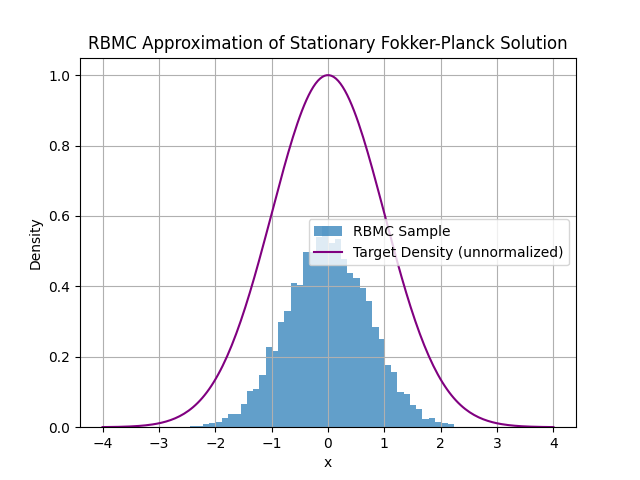 RBMC Approximation of Stationary Fokker-Planck Solution
1.0
0.8
0.6
0.4
0.2
0.0
Density
RBMC Sample
Target Density (unnormalized)
−4 −3 −2 −1 0 1 2 3 4
x